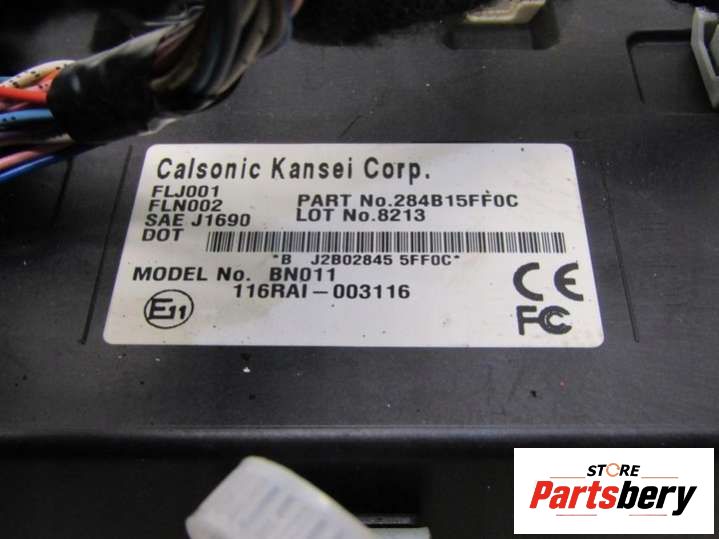 Calsonic Kansei Corp.
FLJ001
FLN002 PART No.284B15FF0C
SAE J1690 LOT No.8213
DOT
*B J2B02845 5FF0C*
MODEL No. BN011
116RAI-003116
E11
CE
FC
STORE
Partsbery